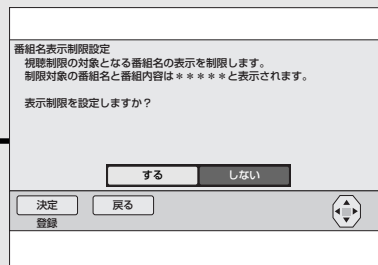 番組名表示制限設定
視聴制限の対象となる番組名の表示を制限します。
制限対象の番組名と番組内容は＊＊＊＊＊と表示されます。
表示制限を設定しますか？
する しない
決定 戻る
登録